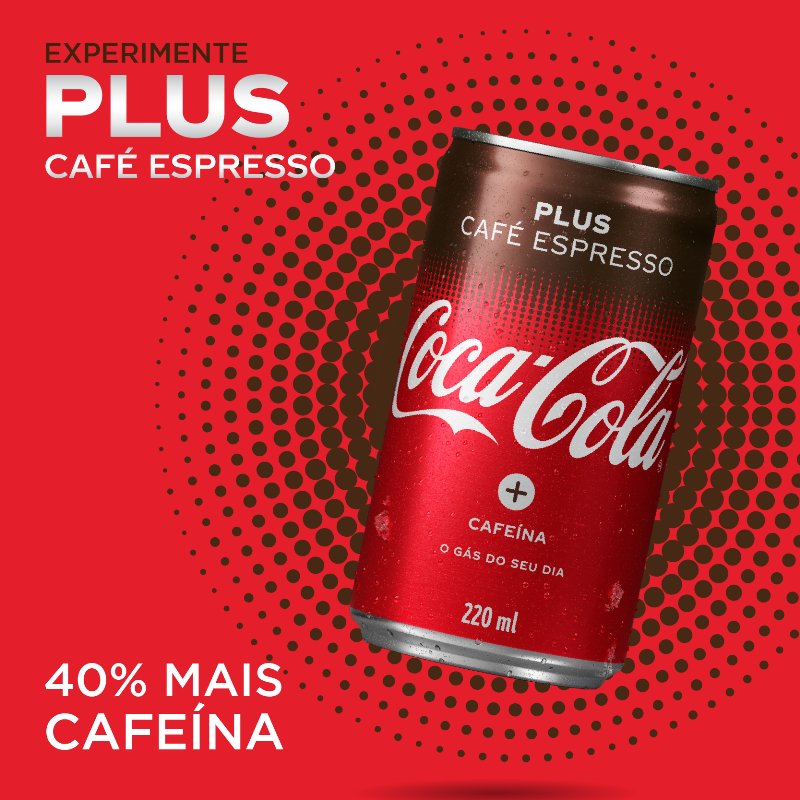 EXPERIMENTE
PLUS
CAFÉ ESPRESSO
PLUS
CAFÉ ESPRESSO
Coca-Cola
+
CAFEÍNA
O GÁS DO SEU DIA
220 ml
40% MAIS
CAFEÍNA